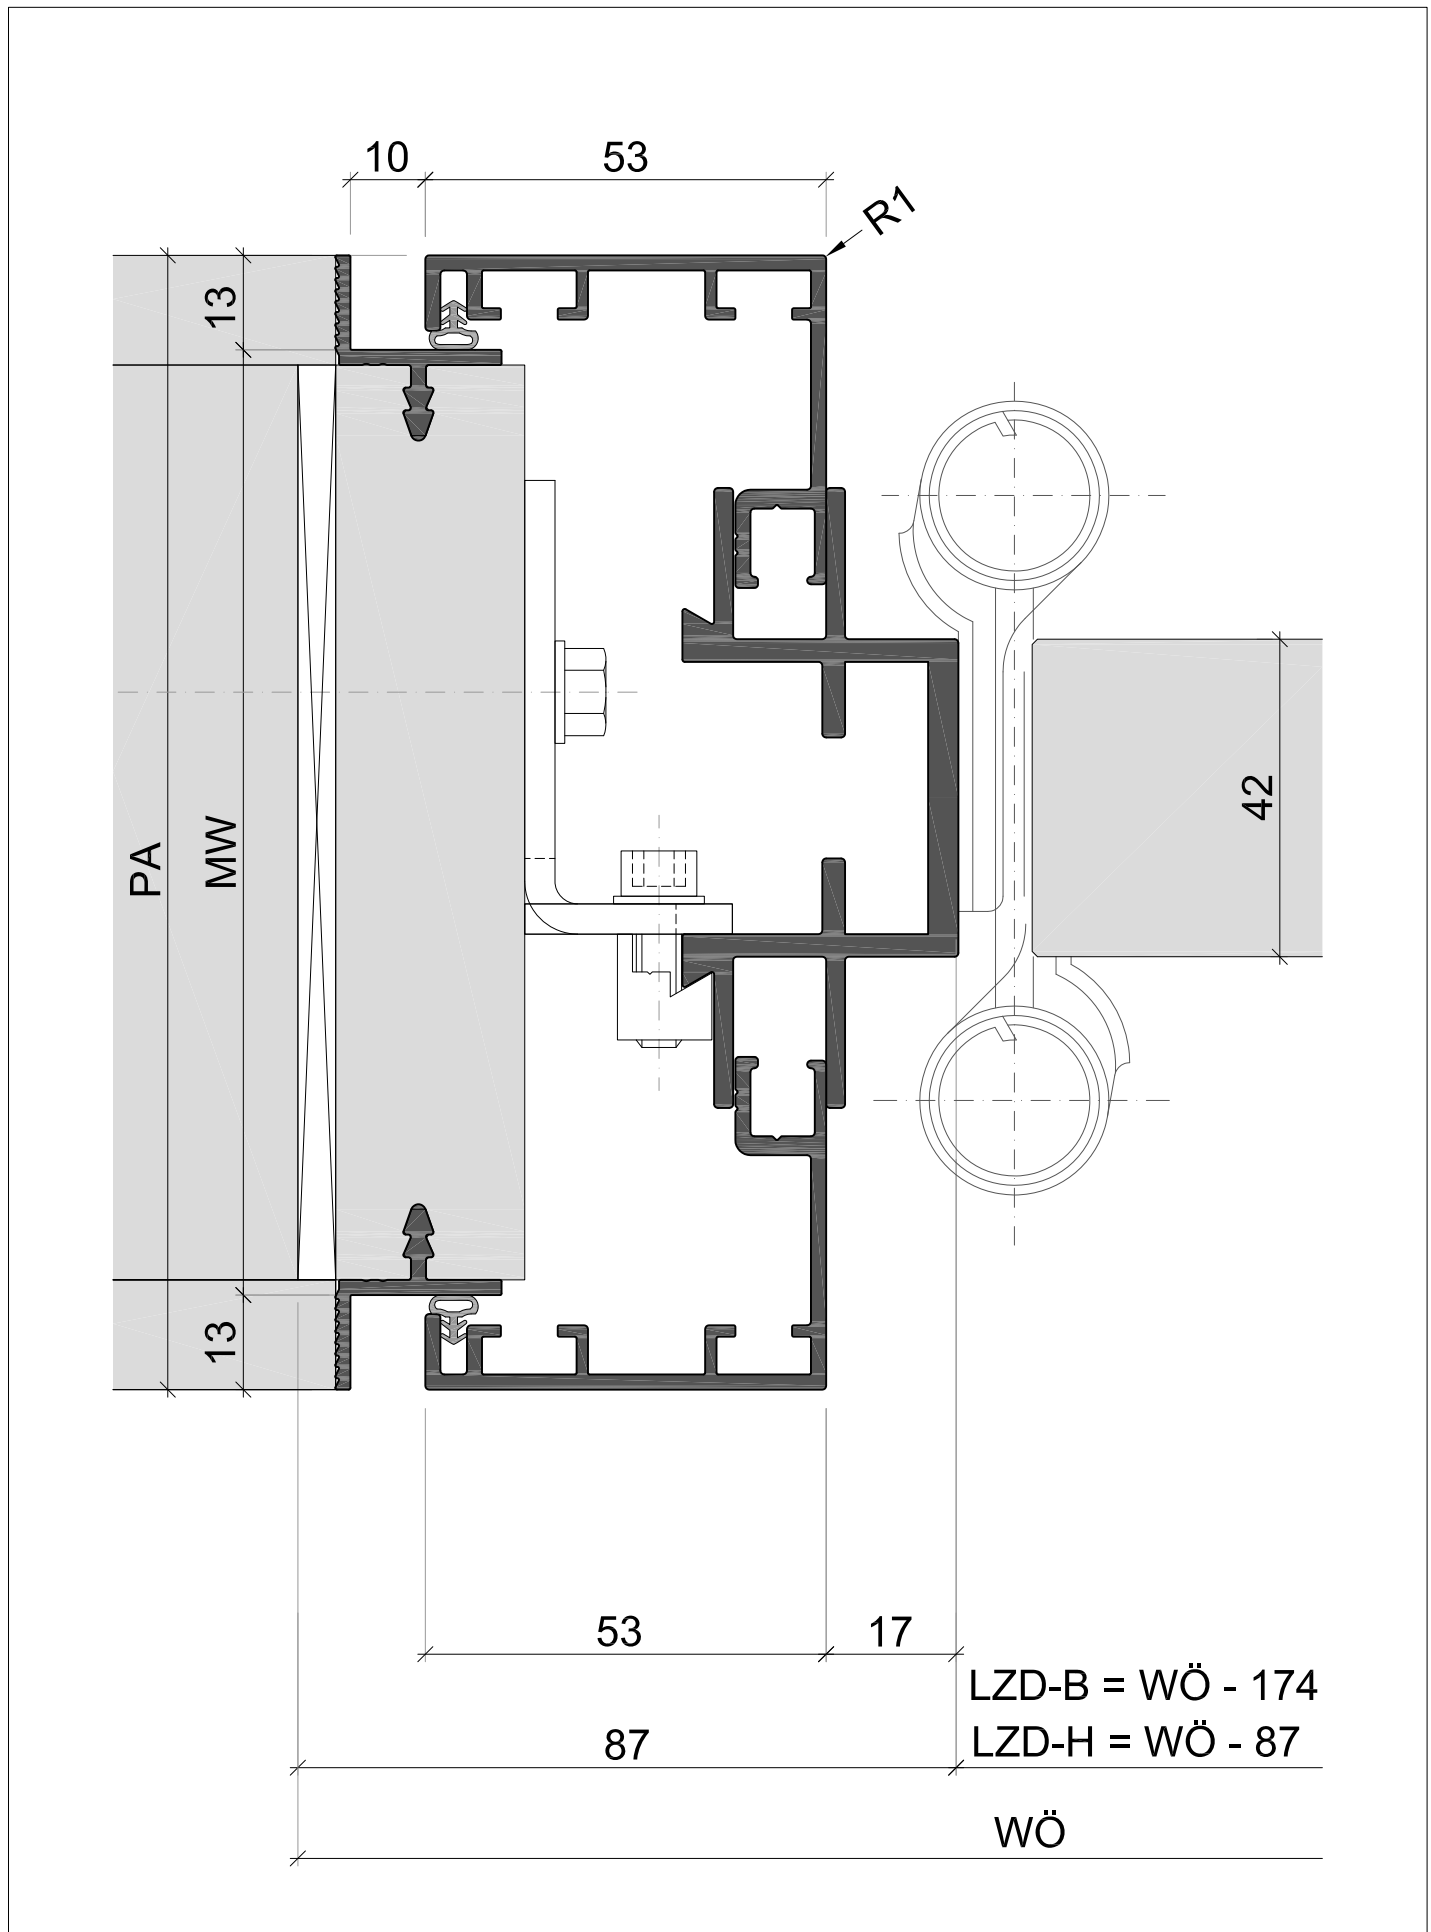 10
53
R1
13
42
PA
MW
13
53
17
LZD-B = WÖ - 174
87
LZD-H = WÖ - 87
WÖ